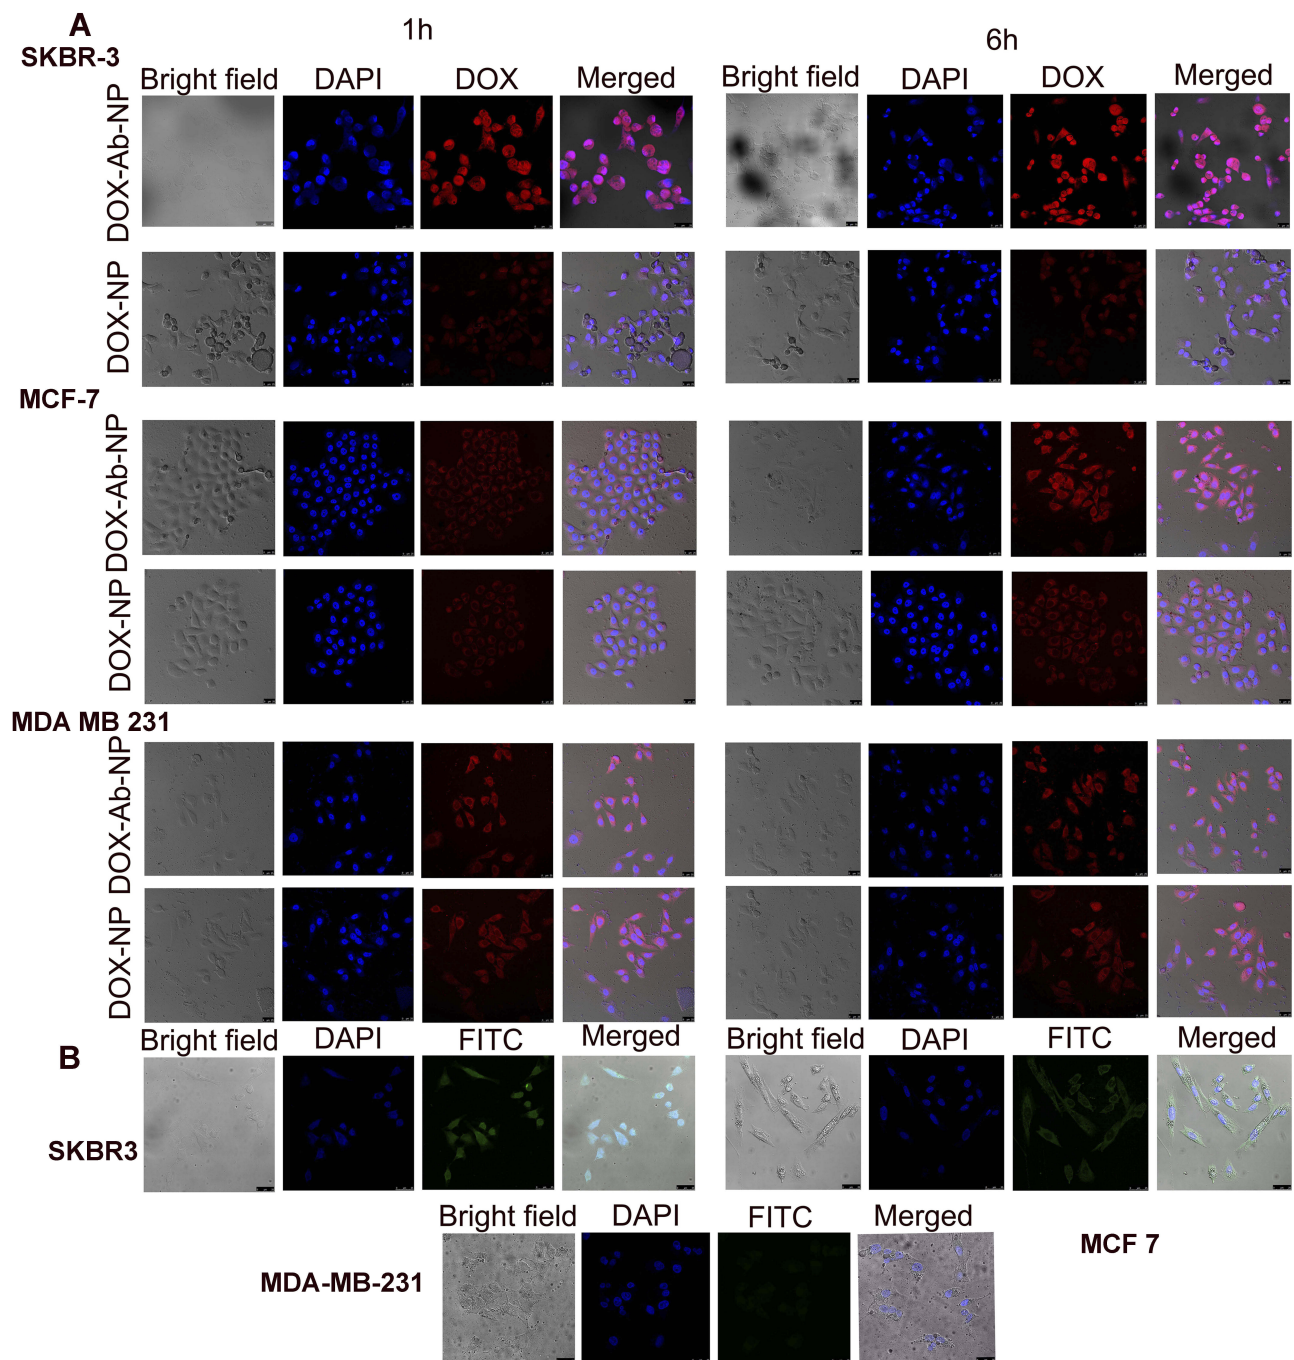 A
1h
6h
SKBR-3
Bright field DAPI DOX Merged Bright field DAPI DOX Merged
DOX-Ab-NP
DOX-NP
MCF-7
DOX-Ab-NP
DOX-NP
MDA MB 231
DOX-Ab-NP
DOX-NP
Bright field DAPI FITC Merged Bright field DAPI FITC Merged
B
SKBR3
Bright field DAPI FITC Merged
MCF 7
MDA-MB-231